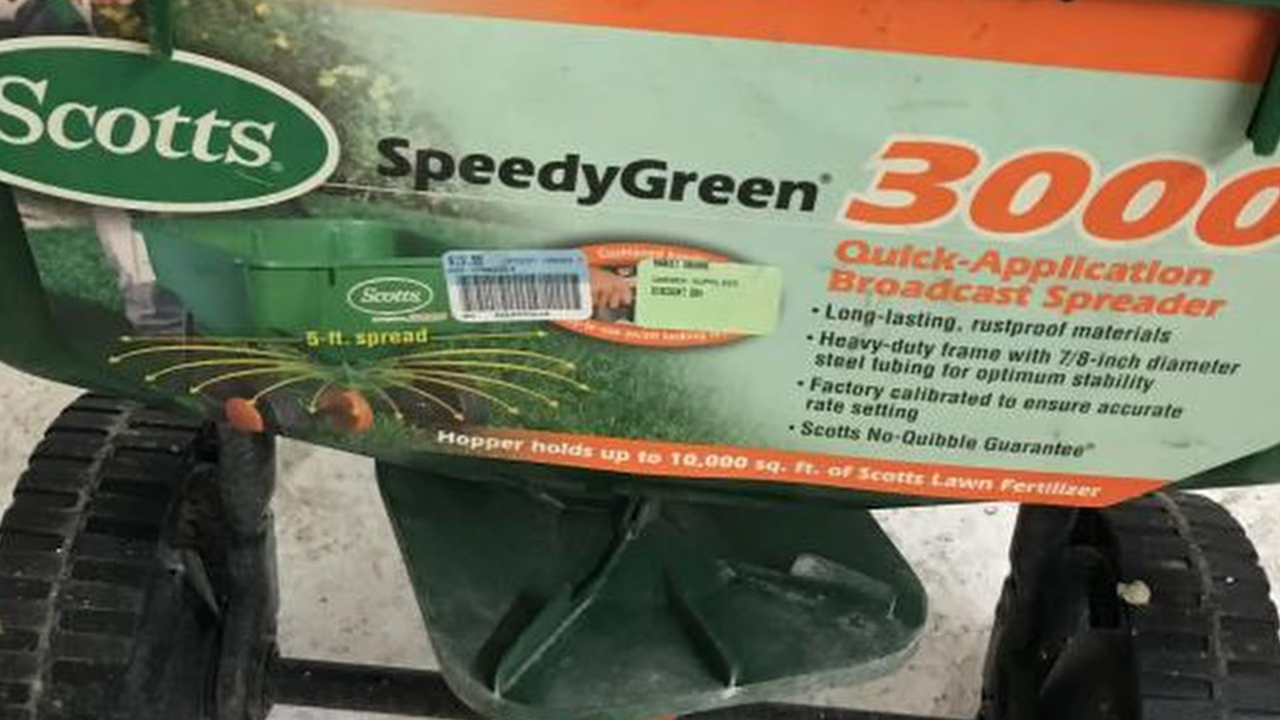 Scotts
SpeedyGreen® 3000
Quick-Application
Broadcast Spreader
• Long-lasting, rustproof materials
• Heavy-duty frame with 7/8-inch diameter
steel tubing for optimum stability
• Factory calibrated to ensure accurate
rate setting
• Scotts No-Quibble Guarantee®
Scotts
5-ft. spread
Hopper holds up to 10,000 sq. ft. of Scotts Lawn Fertilizer